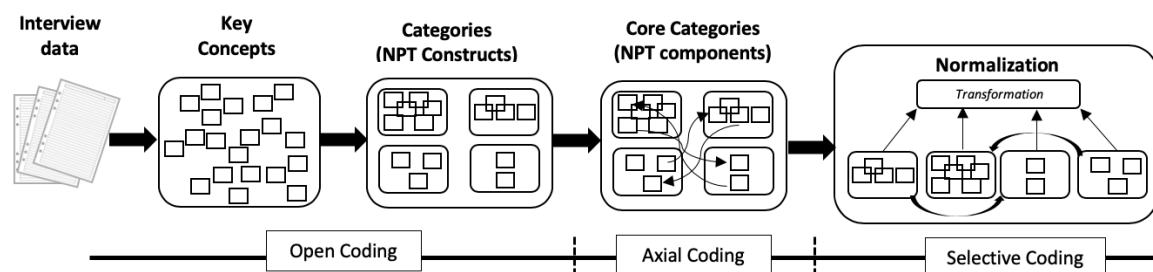 Interview
data
Key
Concepts
Categories
(NPT Constructs)
Core Categories
(NPT components)
Normalization
Transformation
Open Coding
Axial Coding
Selective Coding